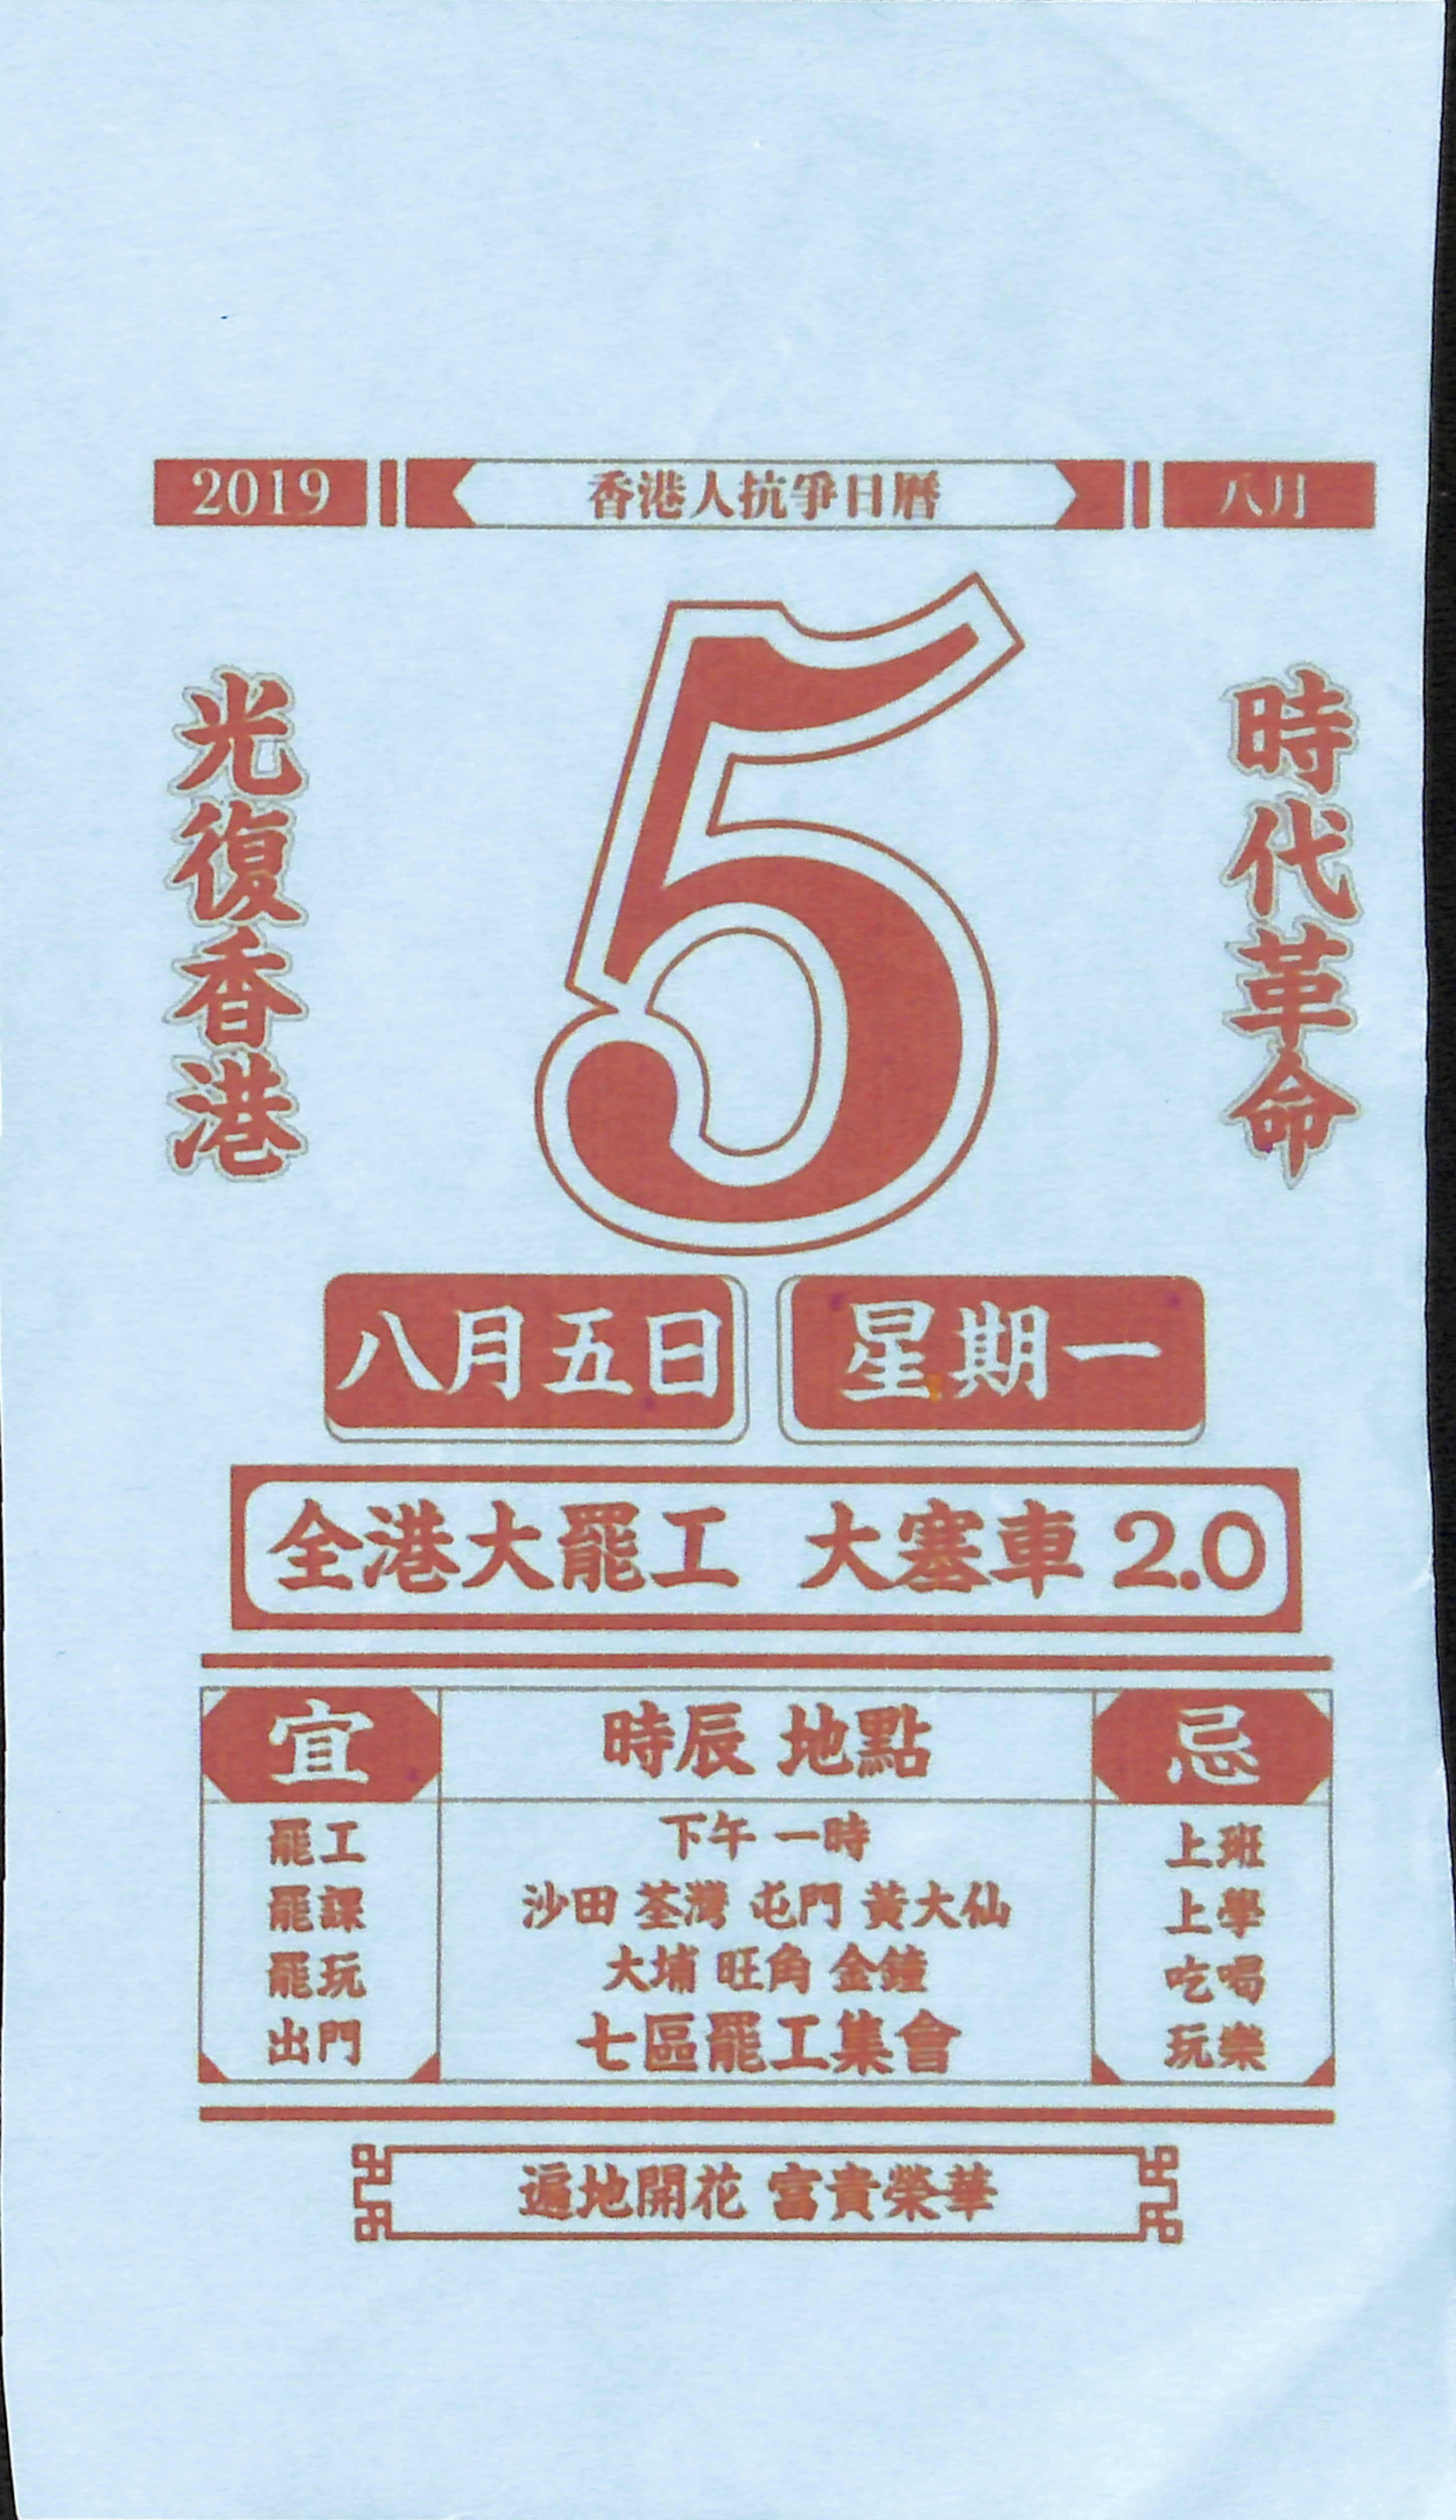 2019 香港人抗爭日曆 八月
光復香港
5
時代革命
八月五日 星期一
全港大罷工 大塞車 2.0
宜 時辰 地點 忌
罷工 下午 一時 上班
罷課 沙田 荃灣 屯門 黃大仙 上學
罷玩 大埔 旺角 金鐘 吃喝
出門 七區罷工集會 玩樂
遍地開花 富貴榮華